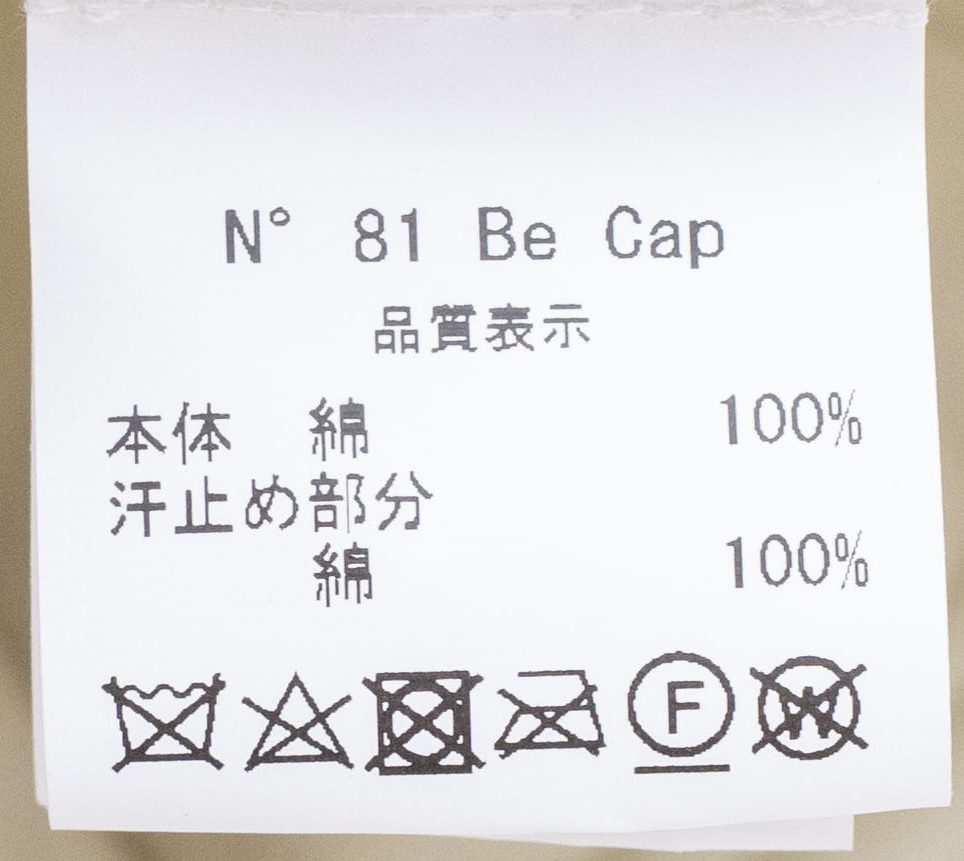 N° 81 Be Cap
品質表示
本体 綿 100%
汗止め部分
綿 100%
F W